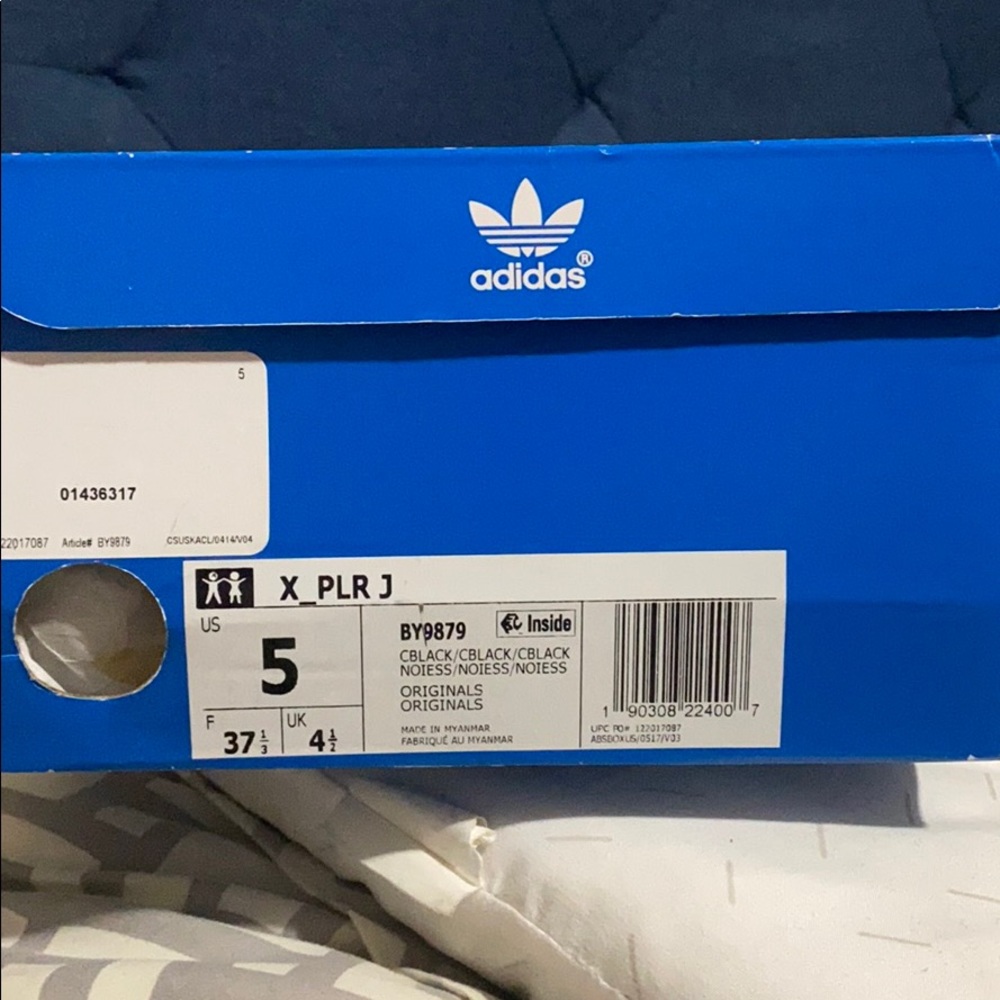 adidas®
5
01436317
22017087 Article# BY9879 CSUSKACL/0414/V04
X_PLR J
US
5
F
37 1/3
UK
4 1/2
BY9879
Inside
CBLACK/CBLACK/CBLACK
NOIESS/NOIESS/NOIESS
ORIGINALS
ORIGINALS
MADE IN MYANMAR
FABRIQUÉ AU MYANMAR
1 90308 22400 7
UPC PO# 122017087
ABSBOXUS/0517/V03